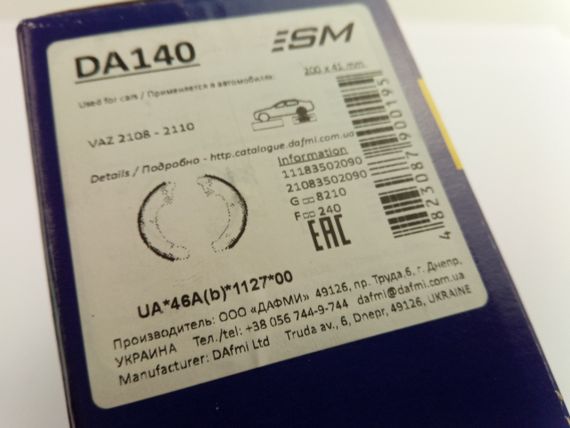 DA140
SM
200 x 41 mm
Used for cars / Применяется в автомобилях
VAZ 2108 - 2110
Details / Подробно - http.catalogue.dafmi.com.ua
Information
11183502090
21083502090
G 8210
F 240
EAC
4823087900195
UA*46A(b)*1127*00
Производитель: ООО «ДАФМИ» 49126, пр. Труда,6, г. Днепр,
УКРАИНА Тел./tel: +38 056 744-9-744 dafmi@dafmi.com.ua
Manufacturer: DAfmi Ltd Truda av., 6, Dnepr, 49126, UKRAINE